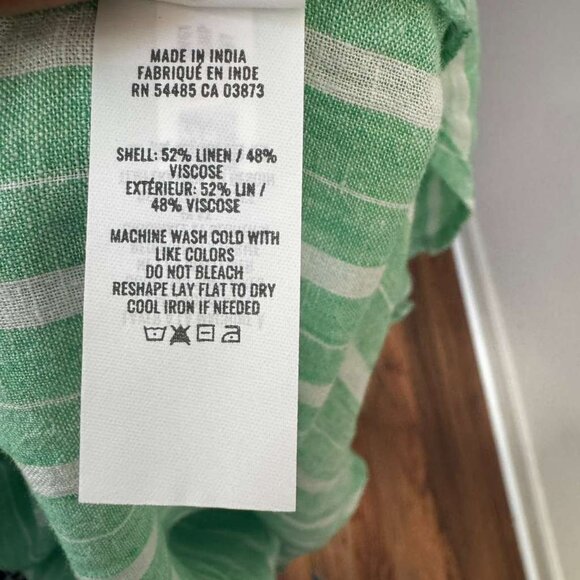 MADE IN INDIA
FABRIQUÉ EN INDE
RN 54485 CA 03873
SHELL: 52% LINEN / 48%
VISCOSE
EXTÉRIEUR: 52% LIN /
48% VISCOSE
MACHINE WASH COLD WITH
LIKE COLORS
DO NOT BLEACH
RESHAPE LAY FLAT TO DRY
COOL IRON IF NEEDED